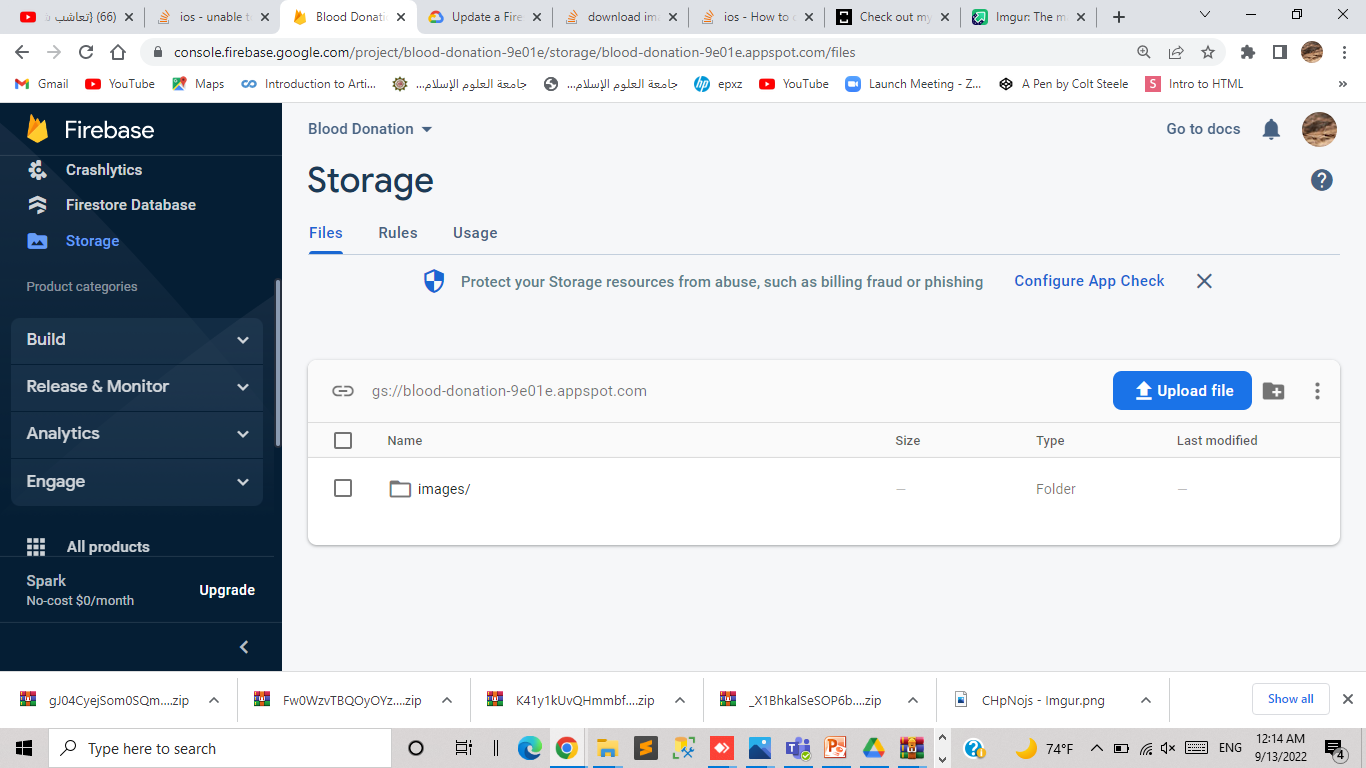 (66) (تعاشب
ios - unable t
Blood Donati
Update a Fire
download ima
ios - How to c
Check out my
Imgur: The m
console.firebase.google.com/project/blood-donation-9e01e/storage/blood-donation-9e01e.appspot.com/files
Gmail
YouTube
Maps
Introduction to Arti...
جامعة العلوم الإسلام...
جامعة العلوم الإسلام...
epxz
YouTube
Launch Meeting - Z...
A Pen by Colt Steele
Intro to HTML
Firebase
Crashlytics
Firestore Database
Storage
Product categories
Build
Release & Monitor
Analytics
Engage
All products
Spark
No-cost $0/month
Upgrade
Blood Donation
Go to docs
Storage
Files
Rules
Usage
Protect your Storage resources from abuse, such as billing fraud or phishing
Configure App Check
gs://blood-donation-9e01e.appspot.com
Upload file
Name
Size
Type
Last modified
images/
—
Folder
—
gJ04CyejSom0SQm....zip
Fw0WzvTBQOyOYz....zip
K41y1kUvQHmmbf....zip
_X1BhkalSeSOP6b....zip
CHpNojs - Imgur.png
Show all
Type here to search
74°F
ENG
12:14 AM
9/13/2022
4